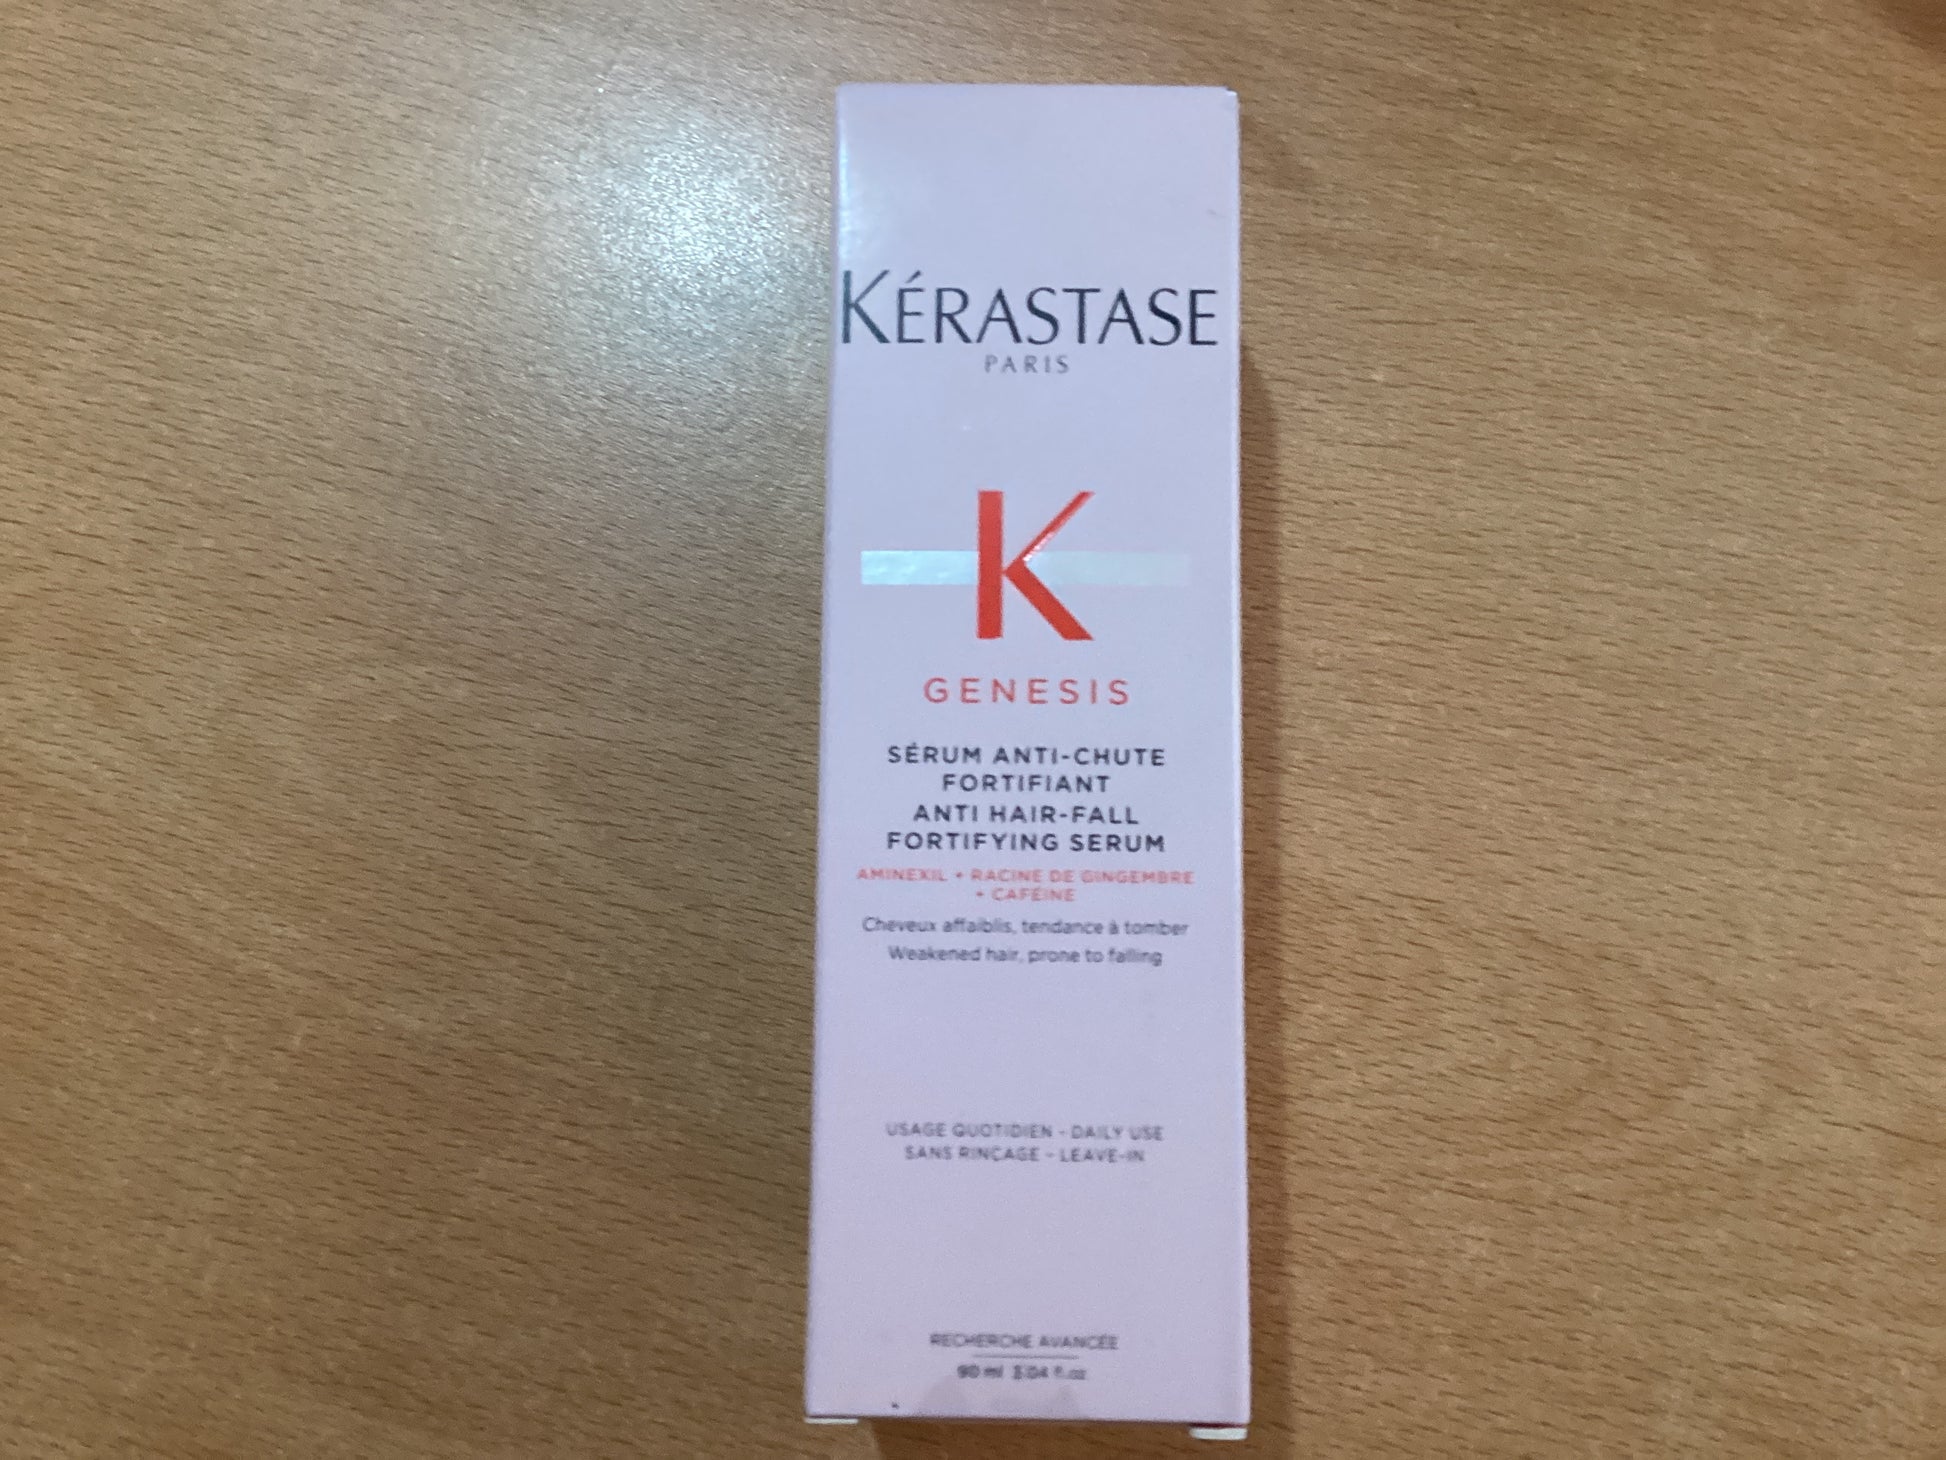 KÉRASTASE
PARIS
K
GENESIS
SÉRUM ANTI-CHUTE
FORTIFIANT
ANTI HAIR-FALL
FORTIFYING SERUM
AMINEXIL + RACINE DE GINGEMBRE
+ CAFÉINE
Cheveux affaiblis, tendance à tomber
Weakened hair, prone to falling
USAGE QUOTIDIEN - DAILY USE
SANS RINÇAGE - LEAVE-IN
RECHERCHE AVANCÉE
90 ml 3.04 fl.oz